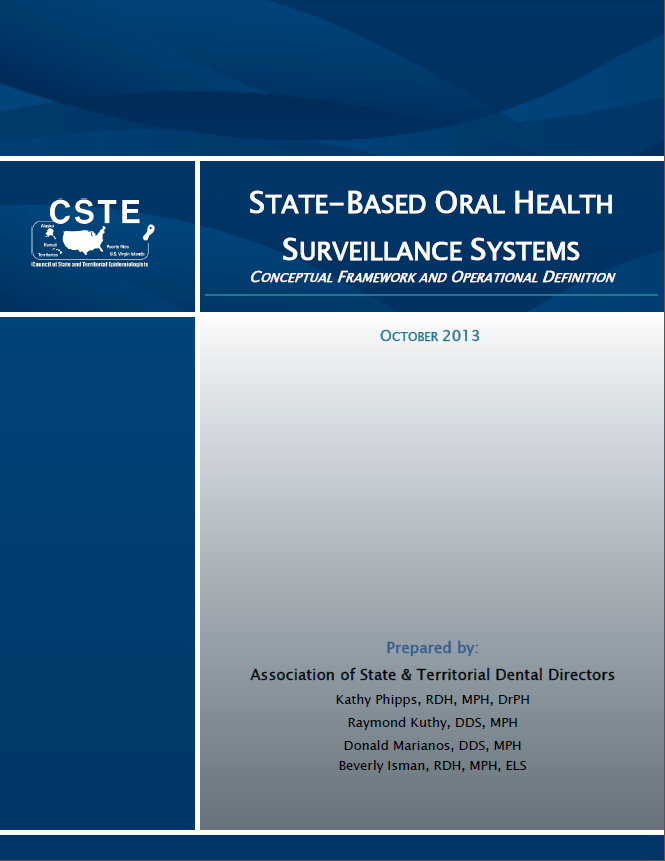 CSTE
Alaska
Hawaii
Territories
Puerto Rico
U.S. Virgin Islands
Council of State and Territorial Epidemiologists
STATE-BASED ORAL HEALTH
SURVEILLANCE SYSTEMS
CONCEPTUAL FRAMEWORK AND OPERATIONAL DEFINITION
OCTOBER 2013
Prepared by:
Association of State & Territorial Dental Directors
Kathy Phipps, RDH, MPH, DrPH
Raymond Kuthy, DDS, MPH
Donald Marianos, DDS, MPH
Beverly Isman, RDH, MPH, ELS